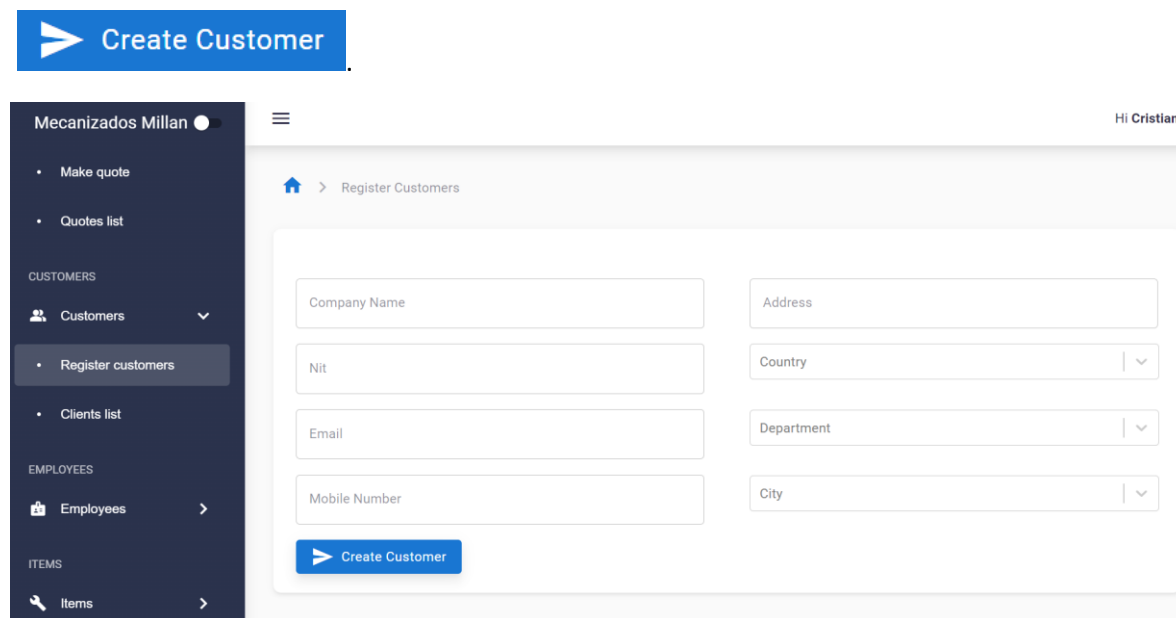 Create Customer
.
Mecanizados Millan
Hi Cristian
Make quote
Register Customers
Quotes list
CUSTOMERS
Customers
Register customers
Clients list
EMPLOYEES
Employees
ITEMS
Items
Company Name
Address
Nit
Country
Email
Department
Mobile Number
City
Create Customer